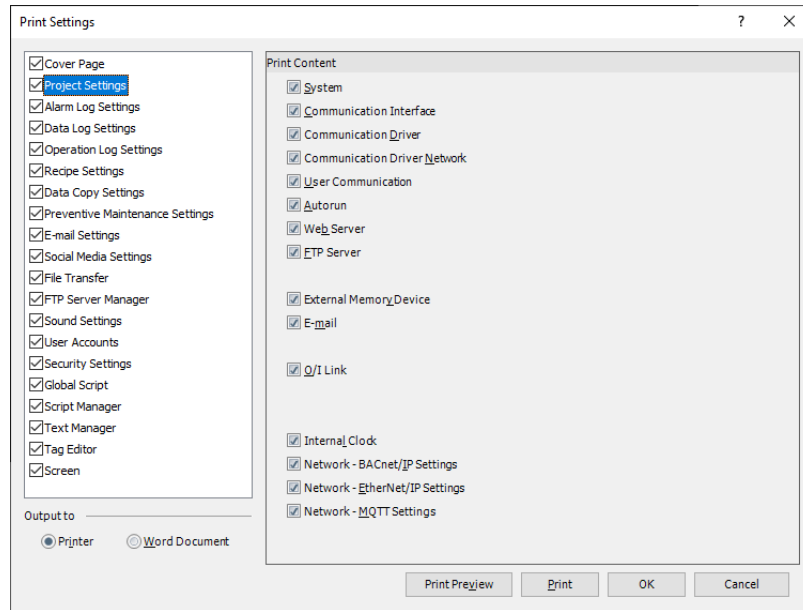 Print Settings
?
Cover Page
Project Settings
Alarm Log Settings
Data Log Settings
Operation Log Settings
Recipe Settings
Data Copy Settings
Preventive Maintenance Settings
E-mail Settings
Social Media Settings
File Transfer
FTP Server Manager
Sound Settings
User Accounts
Security Settings
Global Script
Script Manager
Text Manager
Tag Editor
Screen
Output to
Printer
Word Document
Print Content
System
Communication Interface
Communication Driver
Communication Driver Network
User Communication
Autorun
Web Server
FTP Server
External Memory Device
E-mail
O/I Link
Internal Clock
Network - BACnet/IP Settings
Network - EtherNet/IP Settings
Network - MQTT Settings
Print Preview
Print
OK
Cancel